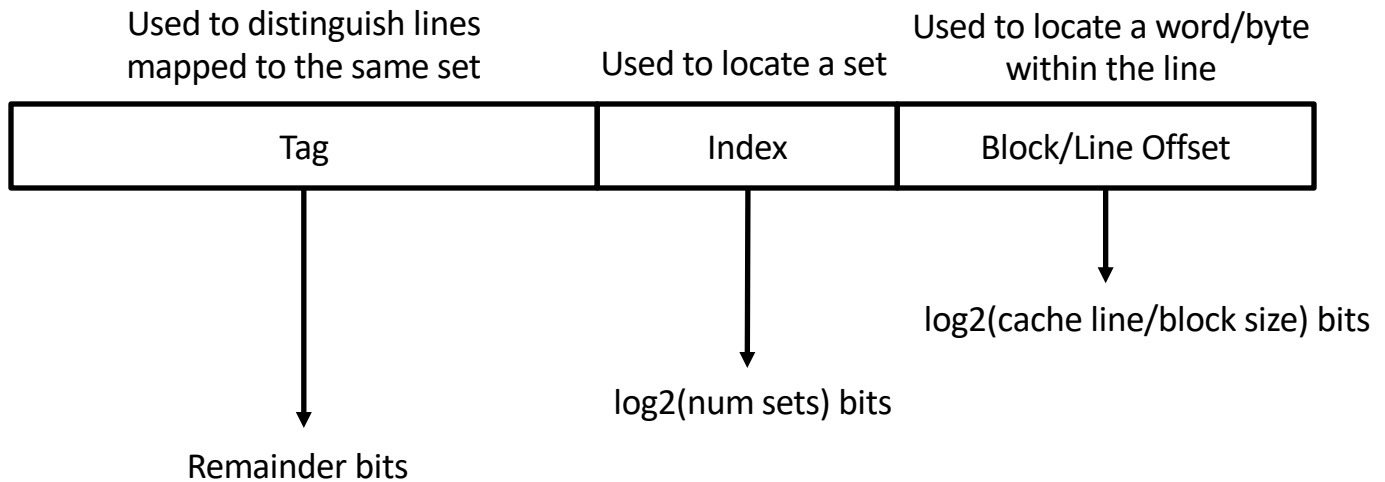 Used to distinguish lines
mapped to the same set
Used to locate a set
Used to locate a word/byte
within the line
Tag
Index
Block/Line Offset
log2(cache line/block size) bits
log2(num sets) bits
Remainder bits